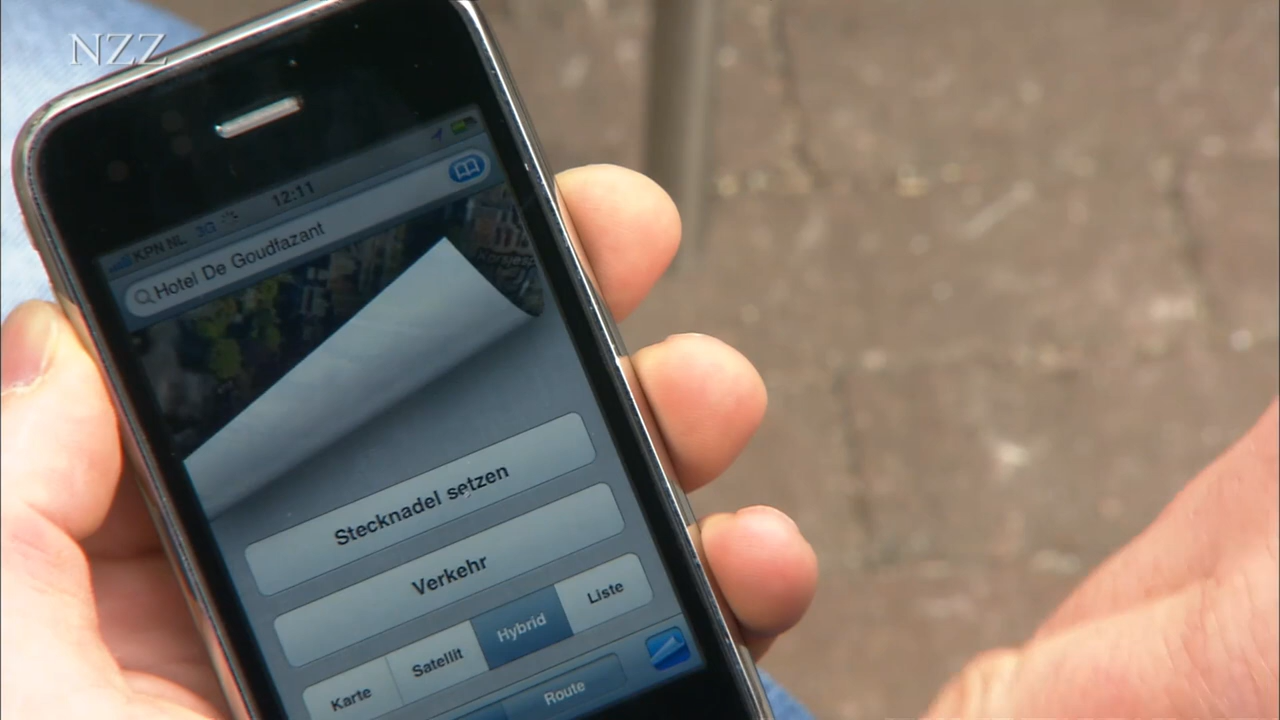 NZZ
KPN NL 3G 12:11
Hotel De Goudfazant
Stecknadel setzen
Verkehr
Karte Satellit Hybrid Liste
Route